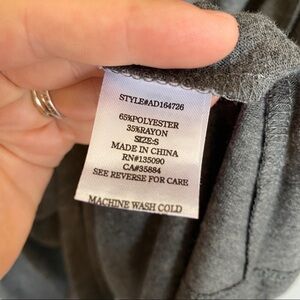 STYLE#AD164726
65%POLYESTER
35%RAYON
SIZE:S
MADE IN CHINA
RN#135090
CA#35884
SEE REVERSE FOR CARE
MACHINE WASH COLD